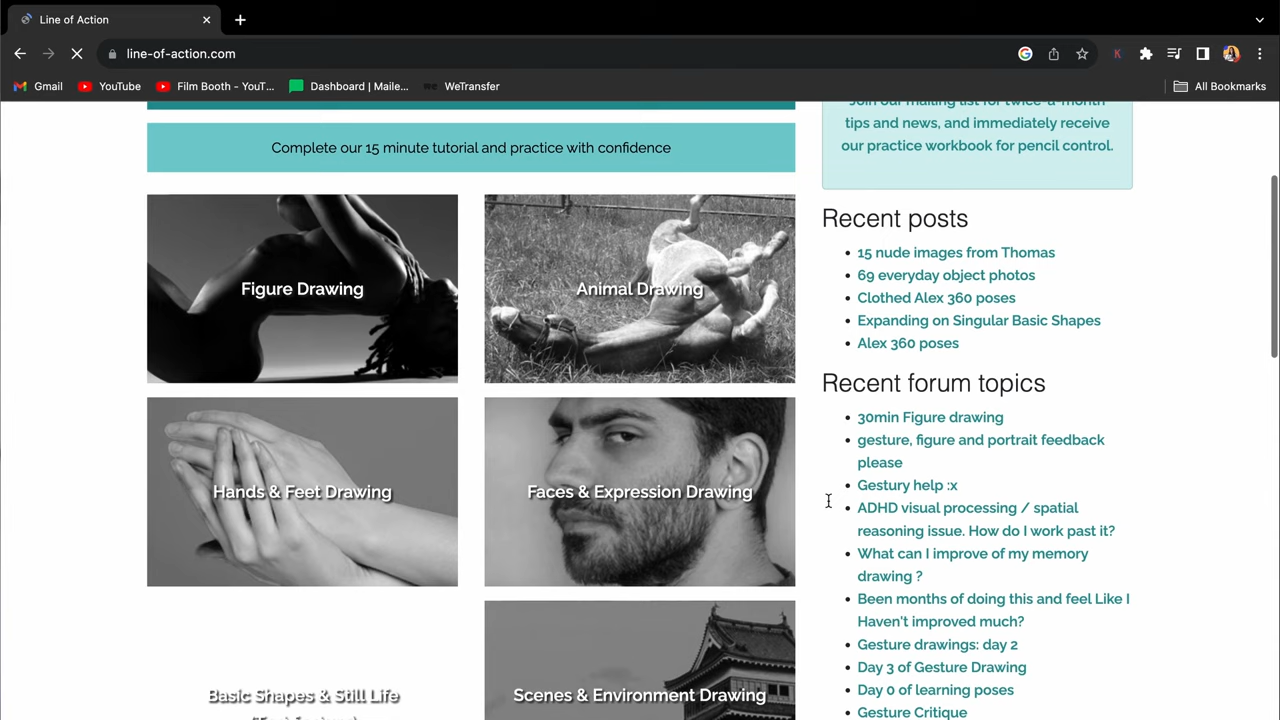 Line of Action
line-of-action.com
Gmail
YouTube
Film Booth - YouT...
Dashboard | Maile...
we
WeTransfer
All Bookmarks
Complete our 15 minute tutorial and practice with confidence
Figure Drawing
Animal Drawing
Hands & Feet Drawing
Faces & Expression Drawing
Basic Shapes & Still Life
Scenes & Environment Drawing
Join our mailing list for twice-a-month
tips and news, and immediately receive
our practice workbook for pencil control.
Recent posts
15 nude images from Thomas
69 everyday object photos
Clothed Alex 360 poses
Expanding on Singular Basic Shapes
Alex 360 poses
Recent forum topics
30min Figure drawing
gesture, figure and portrait feedback
please
Gestury help :x
ADHD visual processing / spatial
reasoning issue. How do I work past it?
What can I improve of my memory
drawing ?
Been months of doing this and feel Like I
Haven't improved much?
Gesture drawings: day 2
Day 3 of Gesture Drawing
Day 0 of learning poses
Gesture Critique